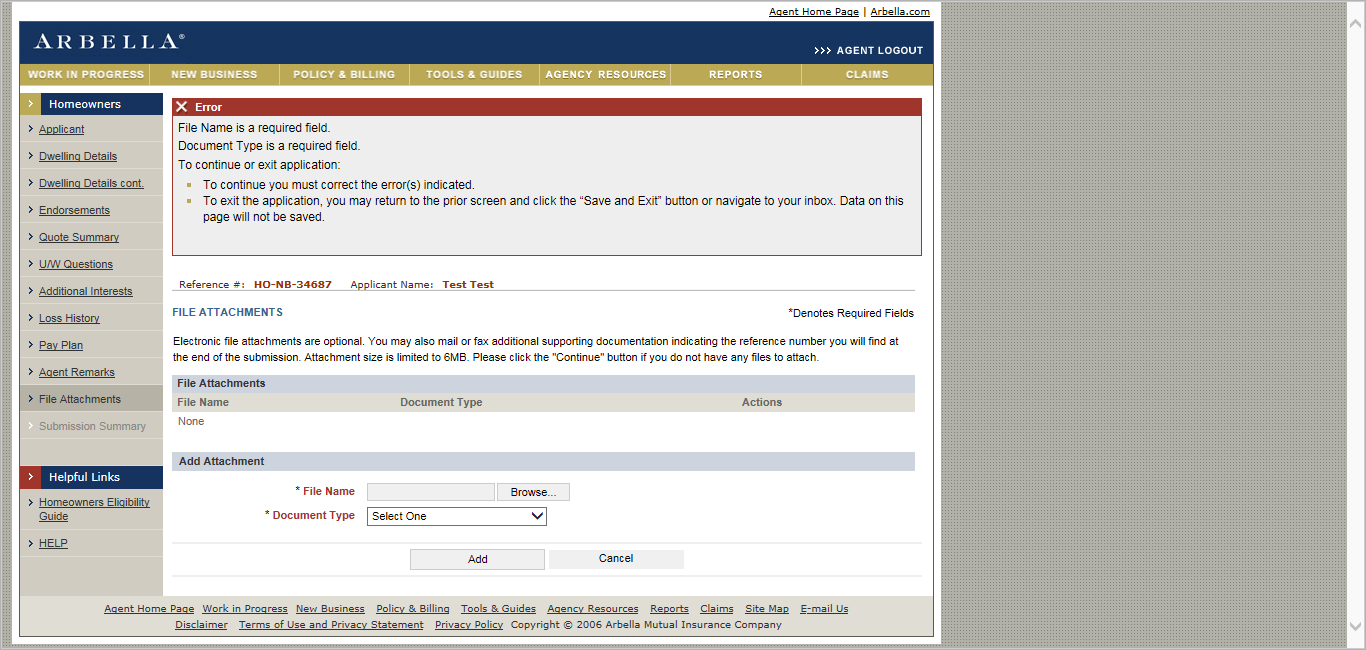 Agent Home Page | Arbella.com
ARBELLA®
>>> AGENT LOGOUT
WORK IN PROGRESS NEW BUSINESS POLICY & BILLING TOOLS & GUIDES AGENCY RESOURCES REPORTS CLAIMS
Homeowners
Applicant
Dwelling Details
Dwelling Details cont.
Endorsements
Quote Summary
U/W Questions
Additional Interests
Loss History
Pay Plan
Agent Remarks
File Attachments
Submission Summary
Helpful Links
Homeowners Eligibility
Guide
HELP
Error
File Name is a required field.
Document Type is a required field.
To continue or exit application:
To continue you must correct the error(s) indicated.
To exit the application, you may return to the prior screen and click the “Save and Exit” button or navigate to your inbox. Data on this
page will not be saved.
Reference #: HO-NB-34687 Applicant Name: Test Test
FILE ATTACHMENTS
*Denotes Required Fields
Electronic file attachments are optional. You may also mail or fax additional supporting documentation indicating the reference number you will find at
the end of the submission. Attachment size is limited to 6MB. Please click the "Continue" button if you do not have any files to attach.
File Attachments
File Name Document Type Actions
None
Add Attachment
* File Name Browse...
* Document Type Select One
Add Cancel
Agent Home Page Work in Progress New Business Policy & Billing Tools & Guides Agency Resources Reports Claims Site Map E-mail Us
Disclaimer Terms of Use and Privacy Statement Privacy Policy Copyright © 2006 Arbella Mutual Insurance Company